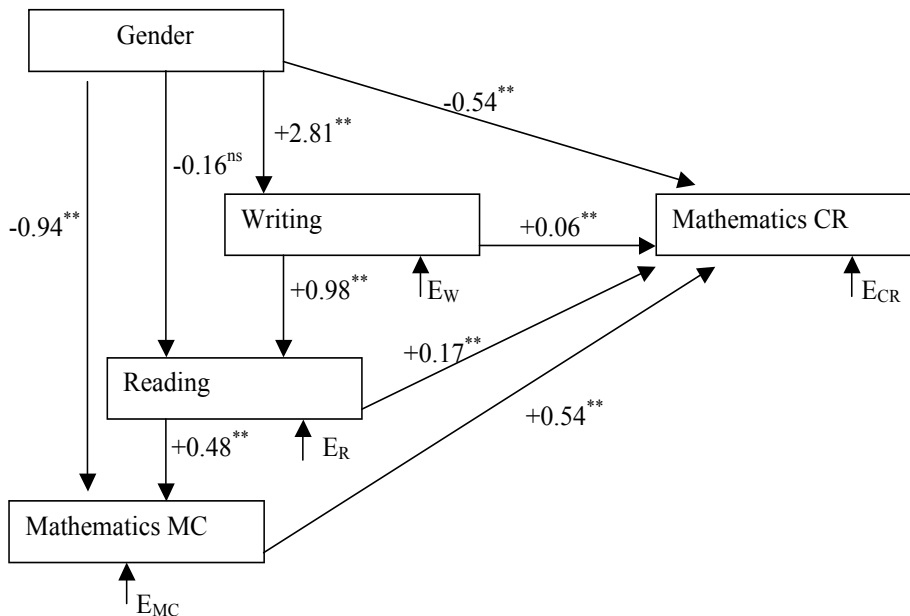 Gender
-0.54**
+2.81**
-0.16ns
-0.94**
Writing
+0.06**
Mathematics CR
+0.98**
EW
ECR
+0.17**
Reading
+0.54**
+0.48**
ER
Mathematics MC
EMC